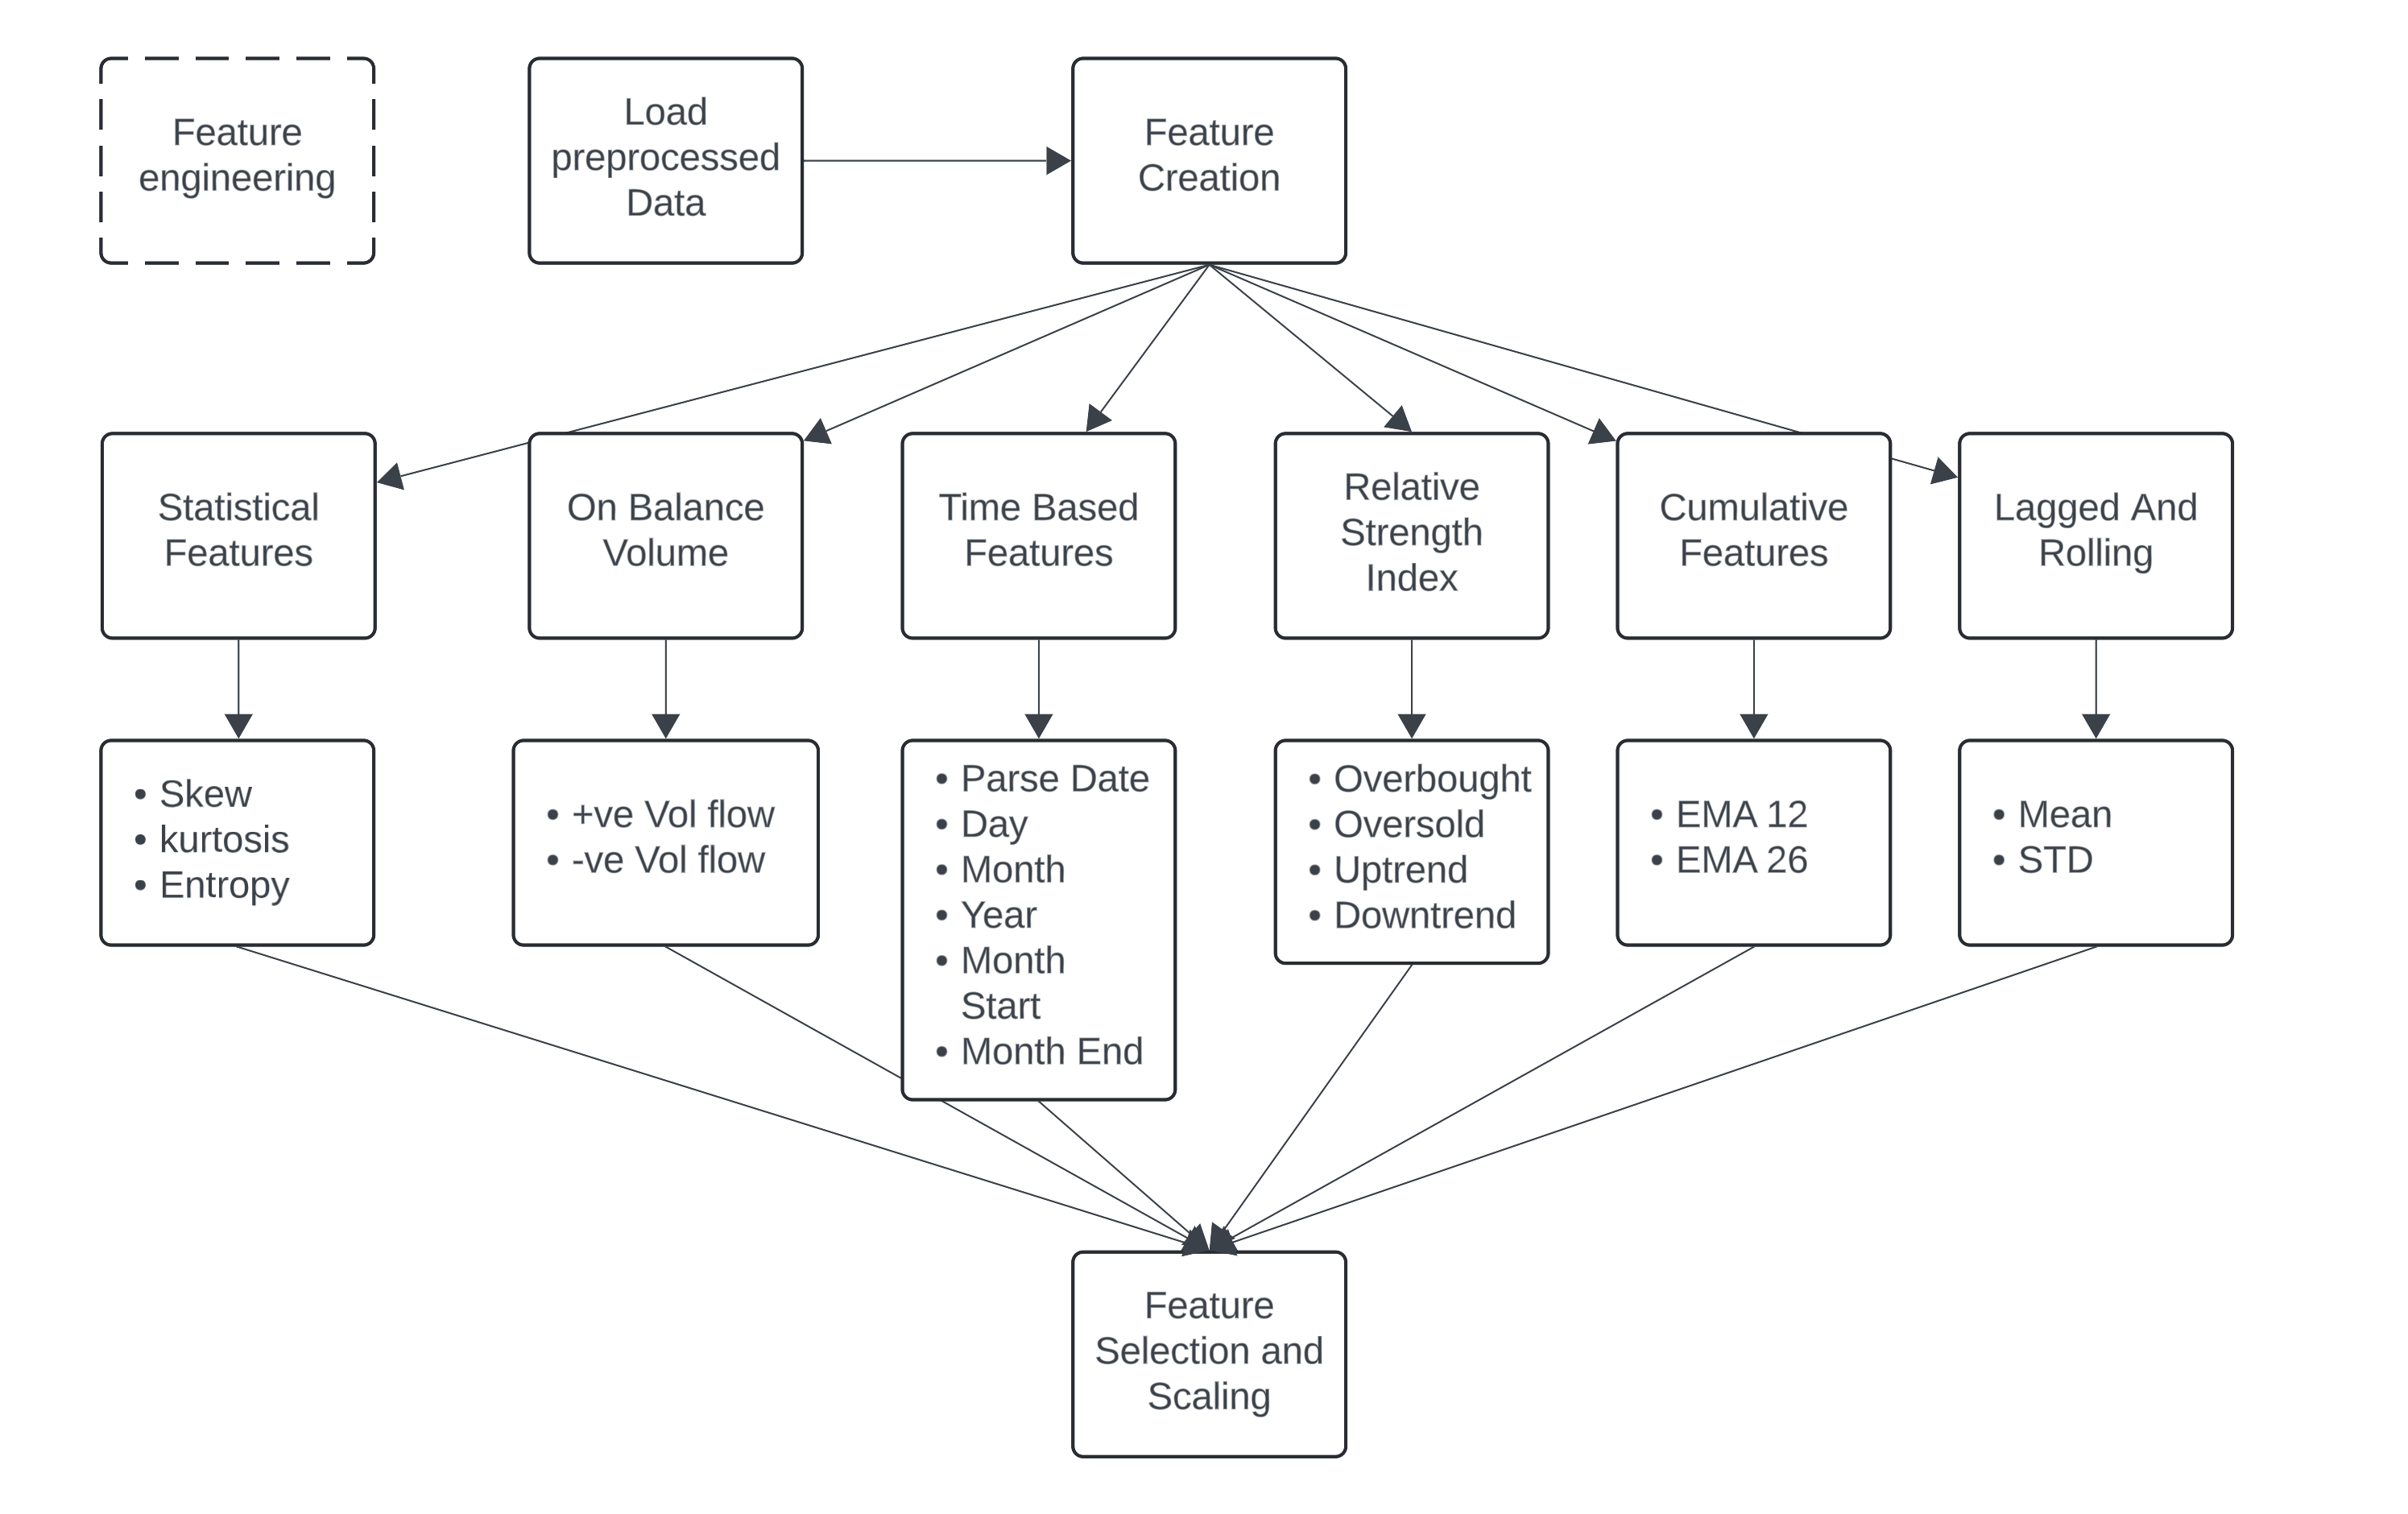 Feature
engineering
Load
preprocessed
Data
Feature
Creation
Statistical
Features
On Balance
Volume
Time Based
Features
Relative
Strength
Index
Cumulative
Features
Lagged And
Rolling
• Skew
• kurtosis
• Entropy
• +ve Vol flow
• -ve Vol flow
• Parse Date
• Day
• Month
• Year
• Month
Start
• Month End
• Overbought
• Oversold
• Uptrend
• Downtrend
• EMA 12
• EMA 26
• Mean
• STD
Feature
Selection and
Scaling